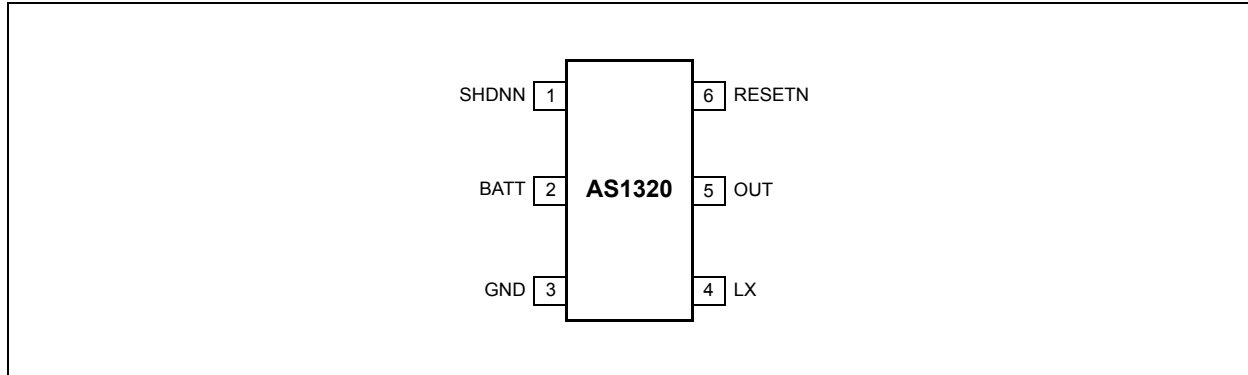 SHDNN 1 6 RESETN
BATT 2 AS1320 5 OUT
GND 3 4 LX